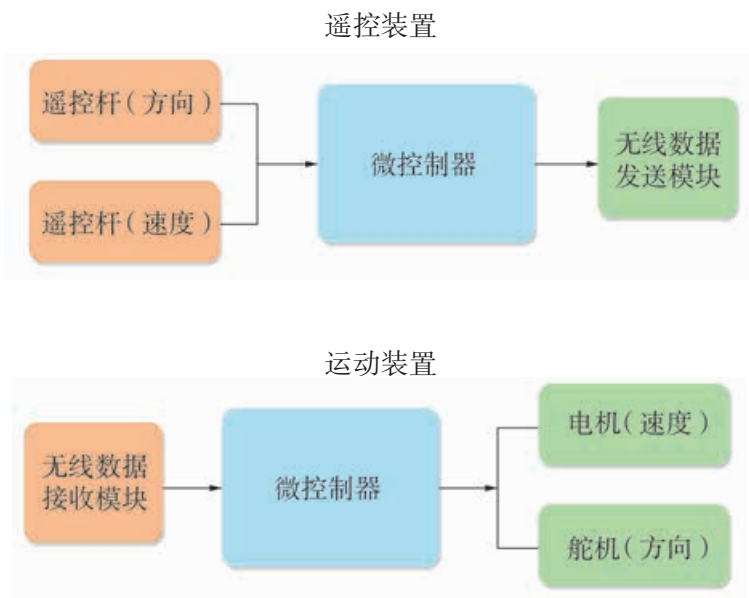 遥控装置
遥控杆(方向)
遥控杆(速度)
微控制器
无线数据
发送模块
运动装置
无线数据
接收模块
微控制器
电机(速度)
舵机(方向)